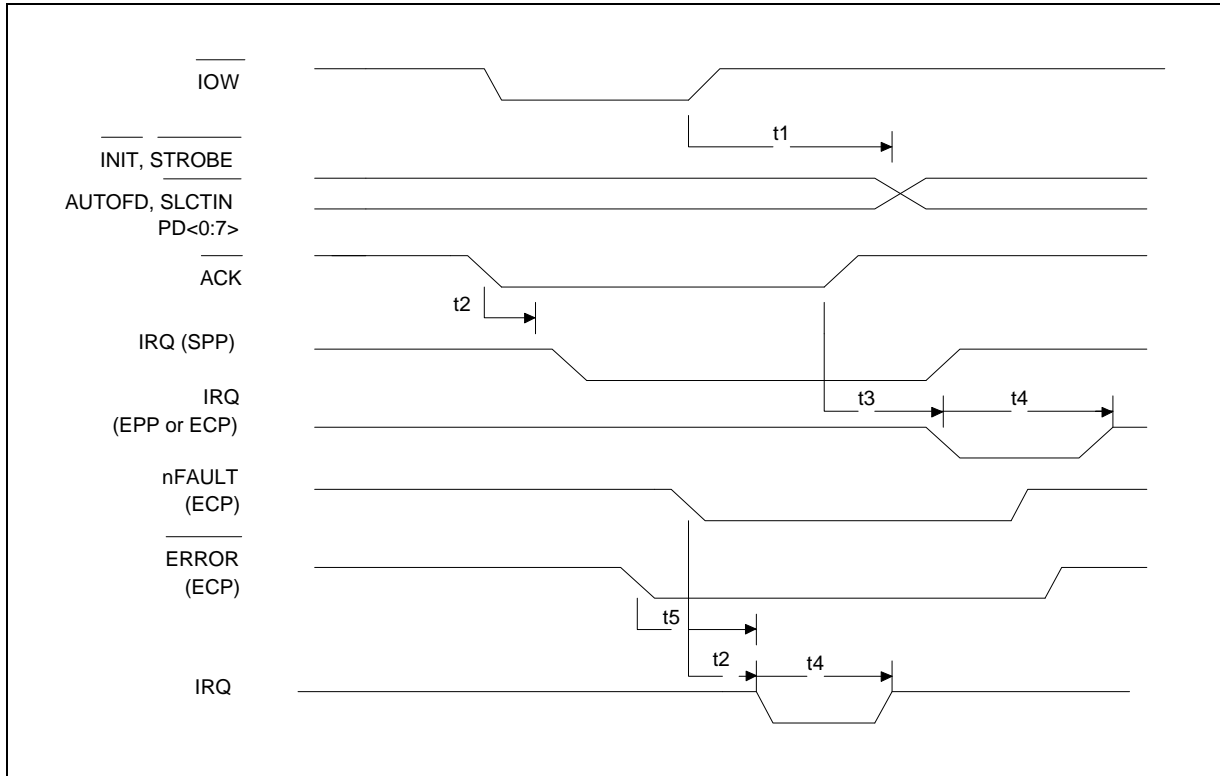 IOW
t1
INIT, STROBE
AUTOFD, SLCTIN
PD<0:7>
ACK
t2
IRQ (SPP)
IRQ
(EPP or ECP)
t3
t4
nFAULT
(ECP)
ERROR
(ECP)
t5
t2
t4
IRQ